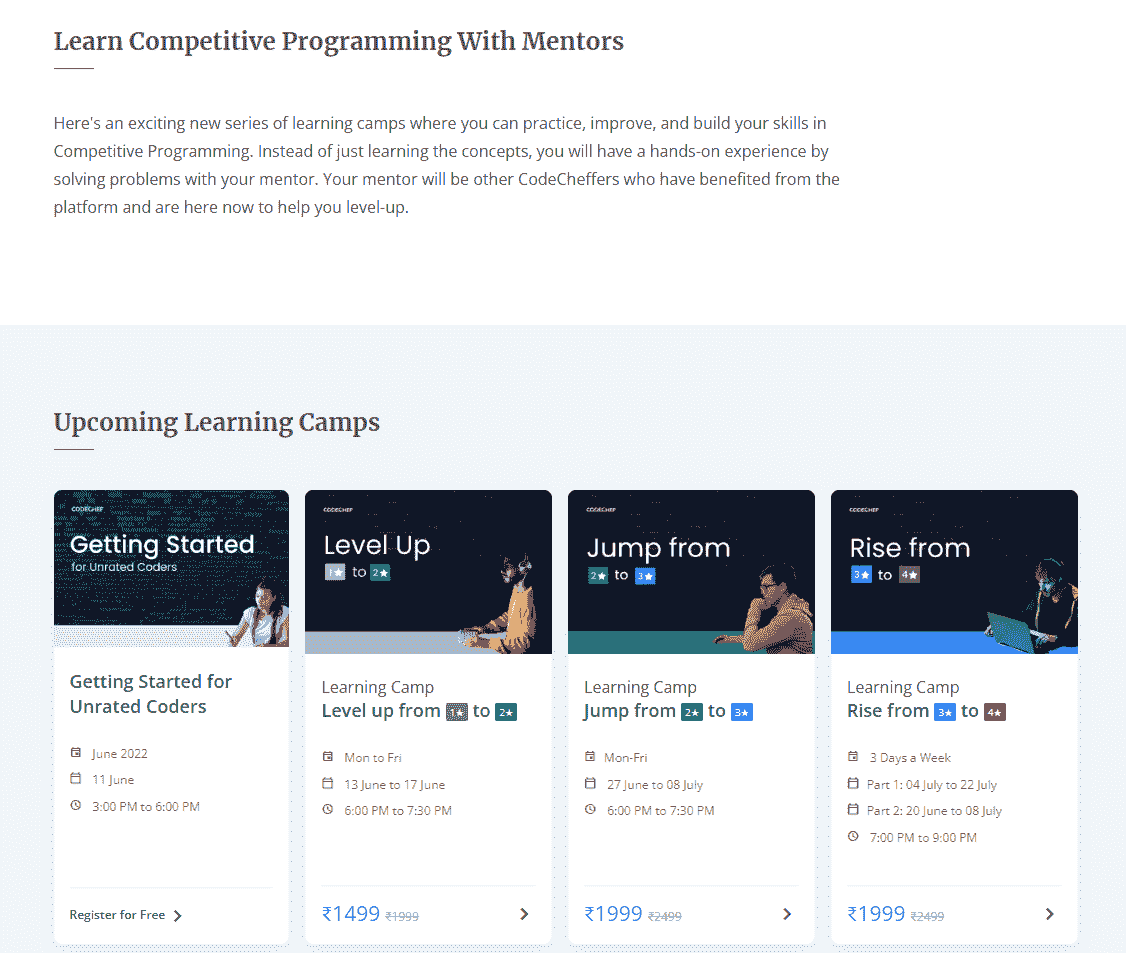 Learn Competitive Programming With Mentors
Here's an exciting new series of learning camps where you can practice, improve, and build your skills in
Competitive Programming. Instead of just learning the concepts, you will have a hands-on experience by
solving problems with your mentor. Your mentor will be other CodeCheffers who have benefited from the
platform and are here now to help you level-up.
Upcoming Learning Camps
CODECHEF
Getting Started
for Unrated Coders
Getting Started for
Unrated Coders
June 2022
11 June
3:00 PM to 6:00 PM
Register for Free
CODECHEF
Level Up
1★ to 2★
Learning Camp
Level up from 1★ to 2★
Mon to Fri
13 June to 17 June
6:00 PM to 7:30 PM
₹1499 ₹1999
CODECHEF
Jump from
2★ to 3★
Learning Camp
Jump from 2★ to 3★
Mon-Fri
27 June to 08 July
6:00 PM to 7:30 PM
₹1999 ₹2499
CODECHEF
Rise from
3★ to 4★
Learning Camp
Rise from 3★ to 4★
3 Days a Week
Part 1: 04 July to 22 July
Part 2: 20 June to 08 July
7:00 PM to 9:00 PM
₹1999 ₹2499